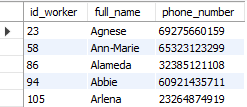 id_worker full_name phone_number
23 Agnese 69275660159
58 Ann-Marie 65323123299
86 Alameda 32385121108
94 Abbie 60921435711
105 Arlena 23264874919